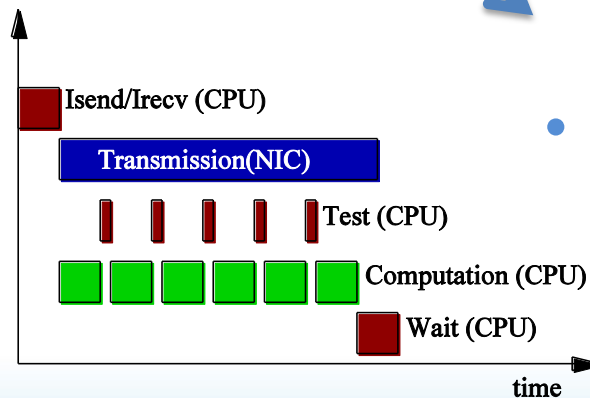 Isend/Irecv (CPU)
Transmission(NIC)
Test (CPU)
Computation (CPU)
Wait (CPU)
time